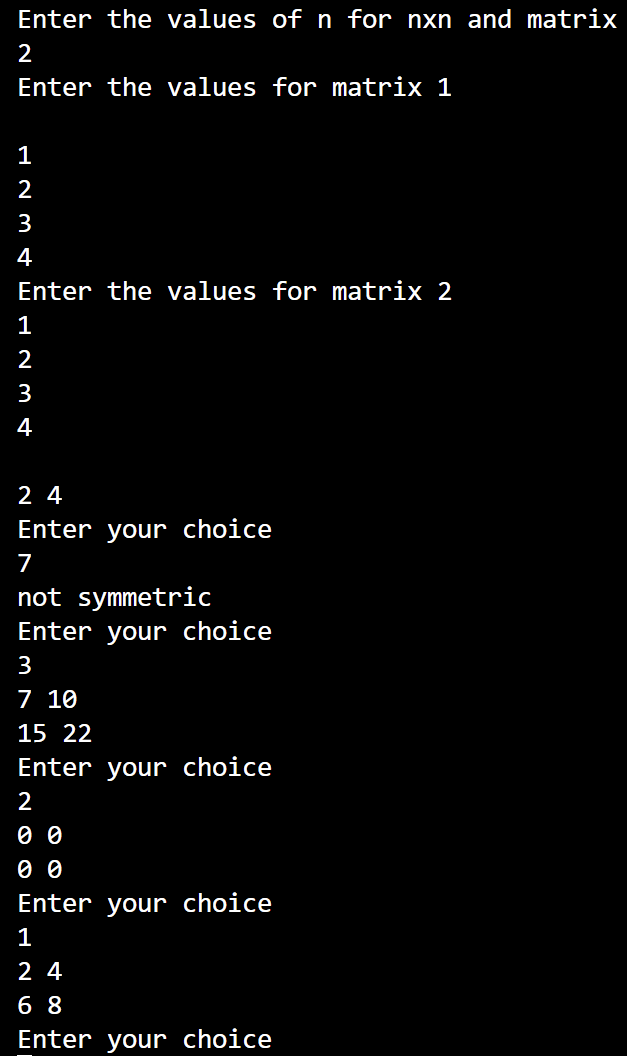 Enter the values of n for nxn and matrix
2
Enter the values for matrix 1
1
2
3
4
Enter the values for matrix 2
1
2
3
4
2 4
Enter your choice
7
not symmetric
Enter your choice
3
7 10
15 22
Enter your choice
2
0 0
0 0
Enter your choice
1
2 4
6 8
Enter your choice